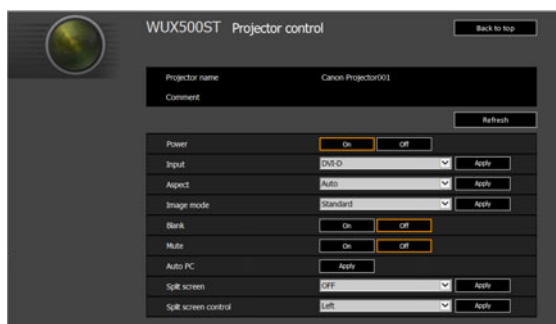 WUX500ST Projector control Back to top
Projector name Canon-Projector001
Comment
Refresh
Power On Off
Input DVI-D Apply
Aspect Auto Apply
Image mode Standard Apply
Blank On Off
Mute On Off
Auto PC Apply
Split screen OFF Apply
Split screen control Left Apply